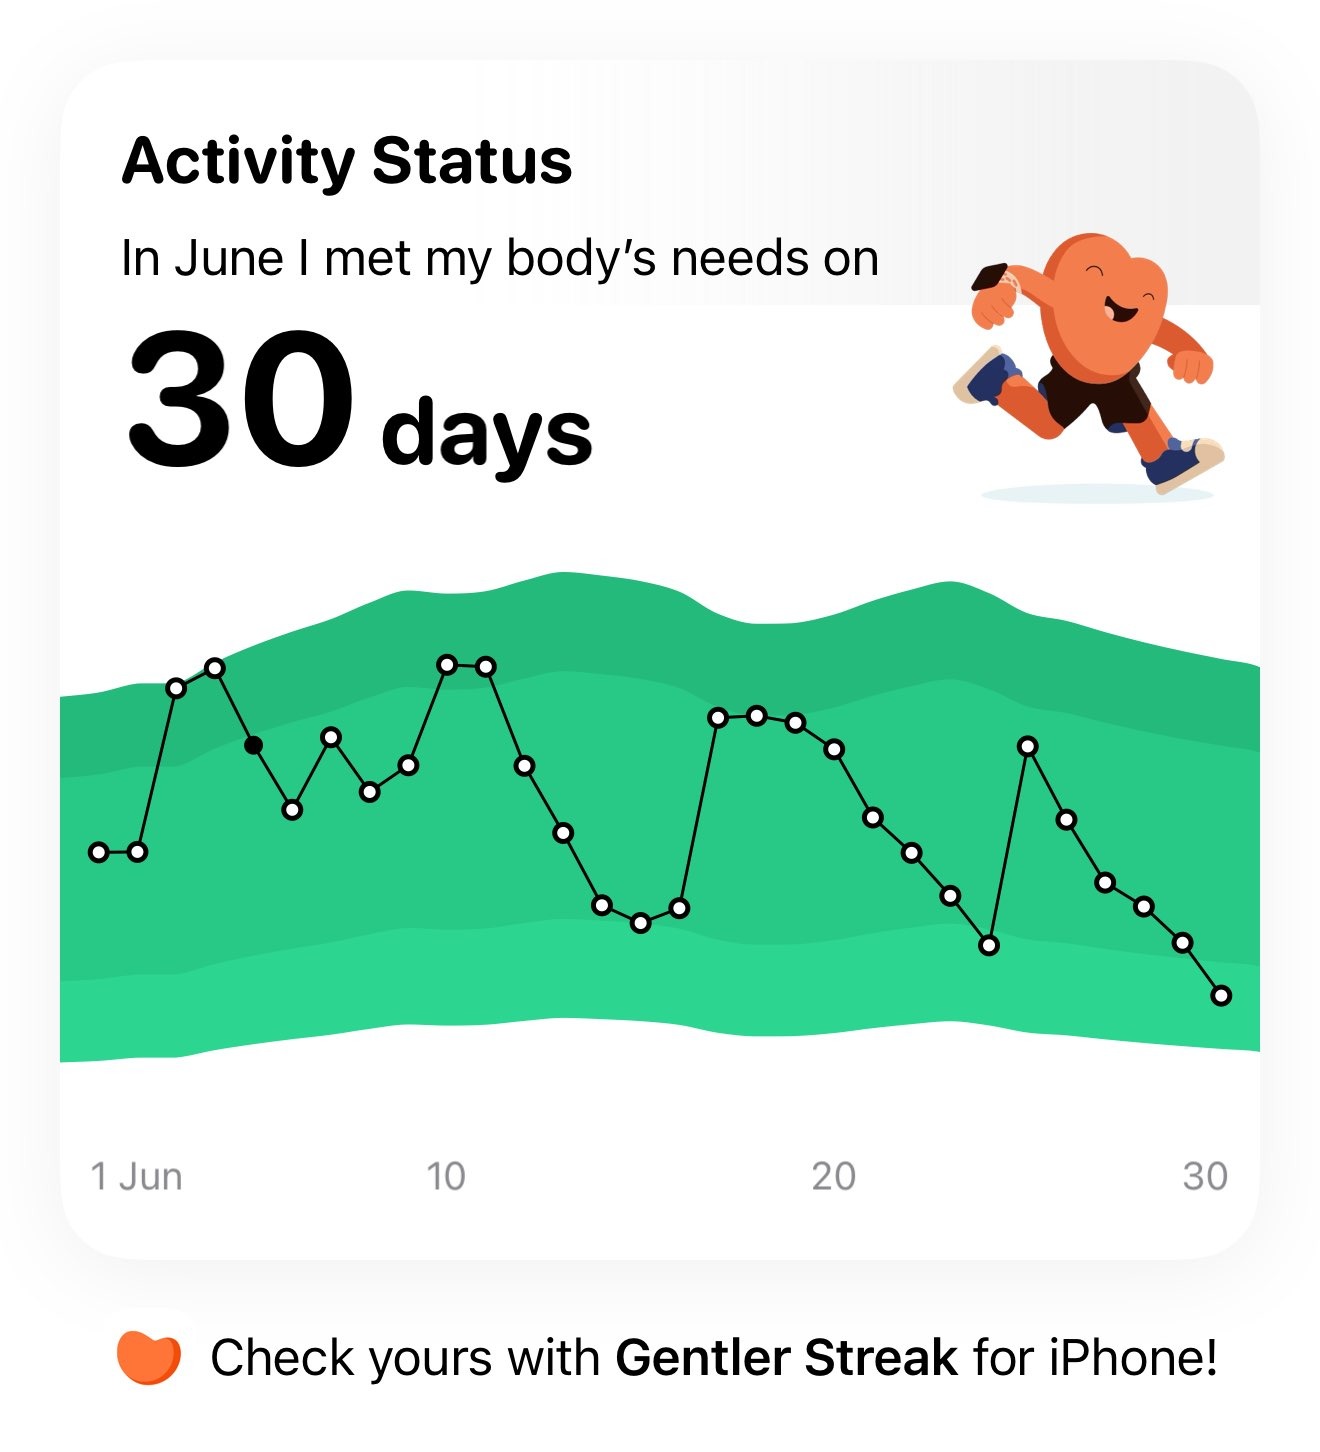 Activity Status
In June I met my body’s needs on
30 days
1 Jun 10 20 30
Check yours with Gentler Streak for iPhone!